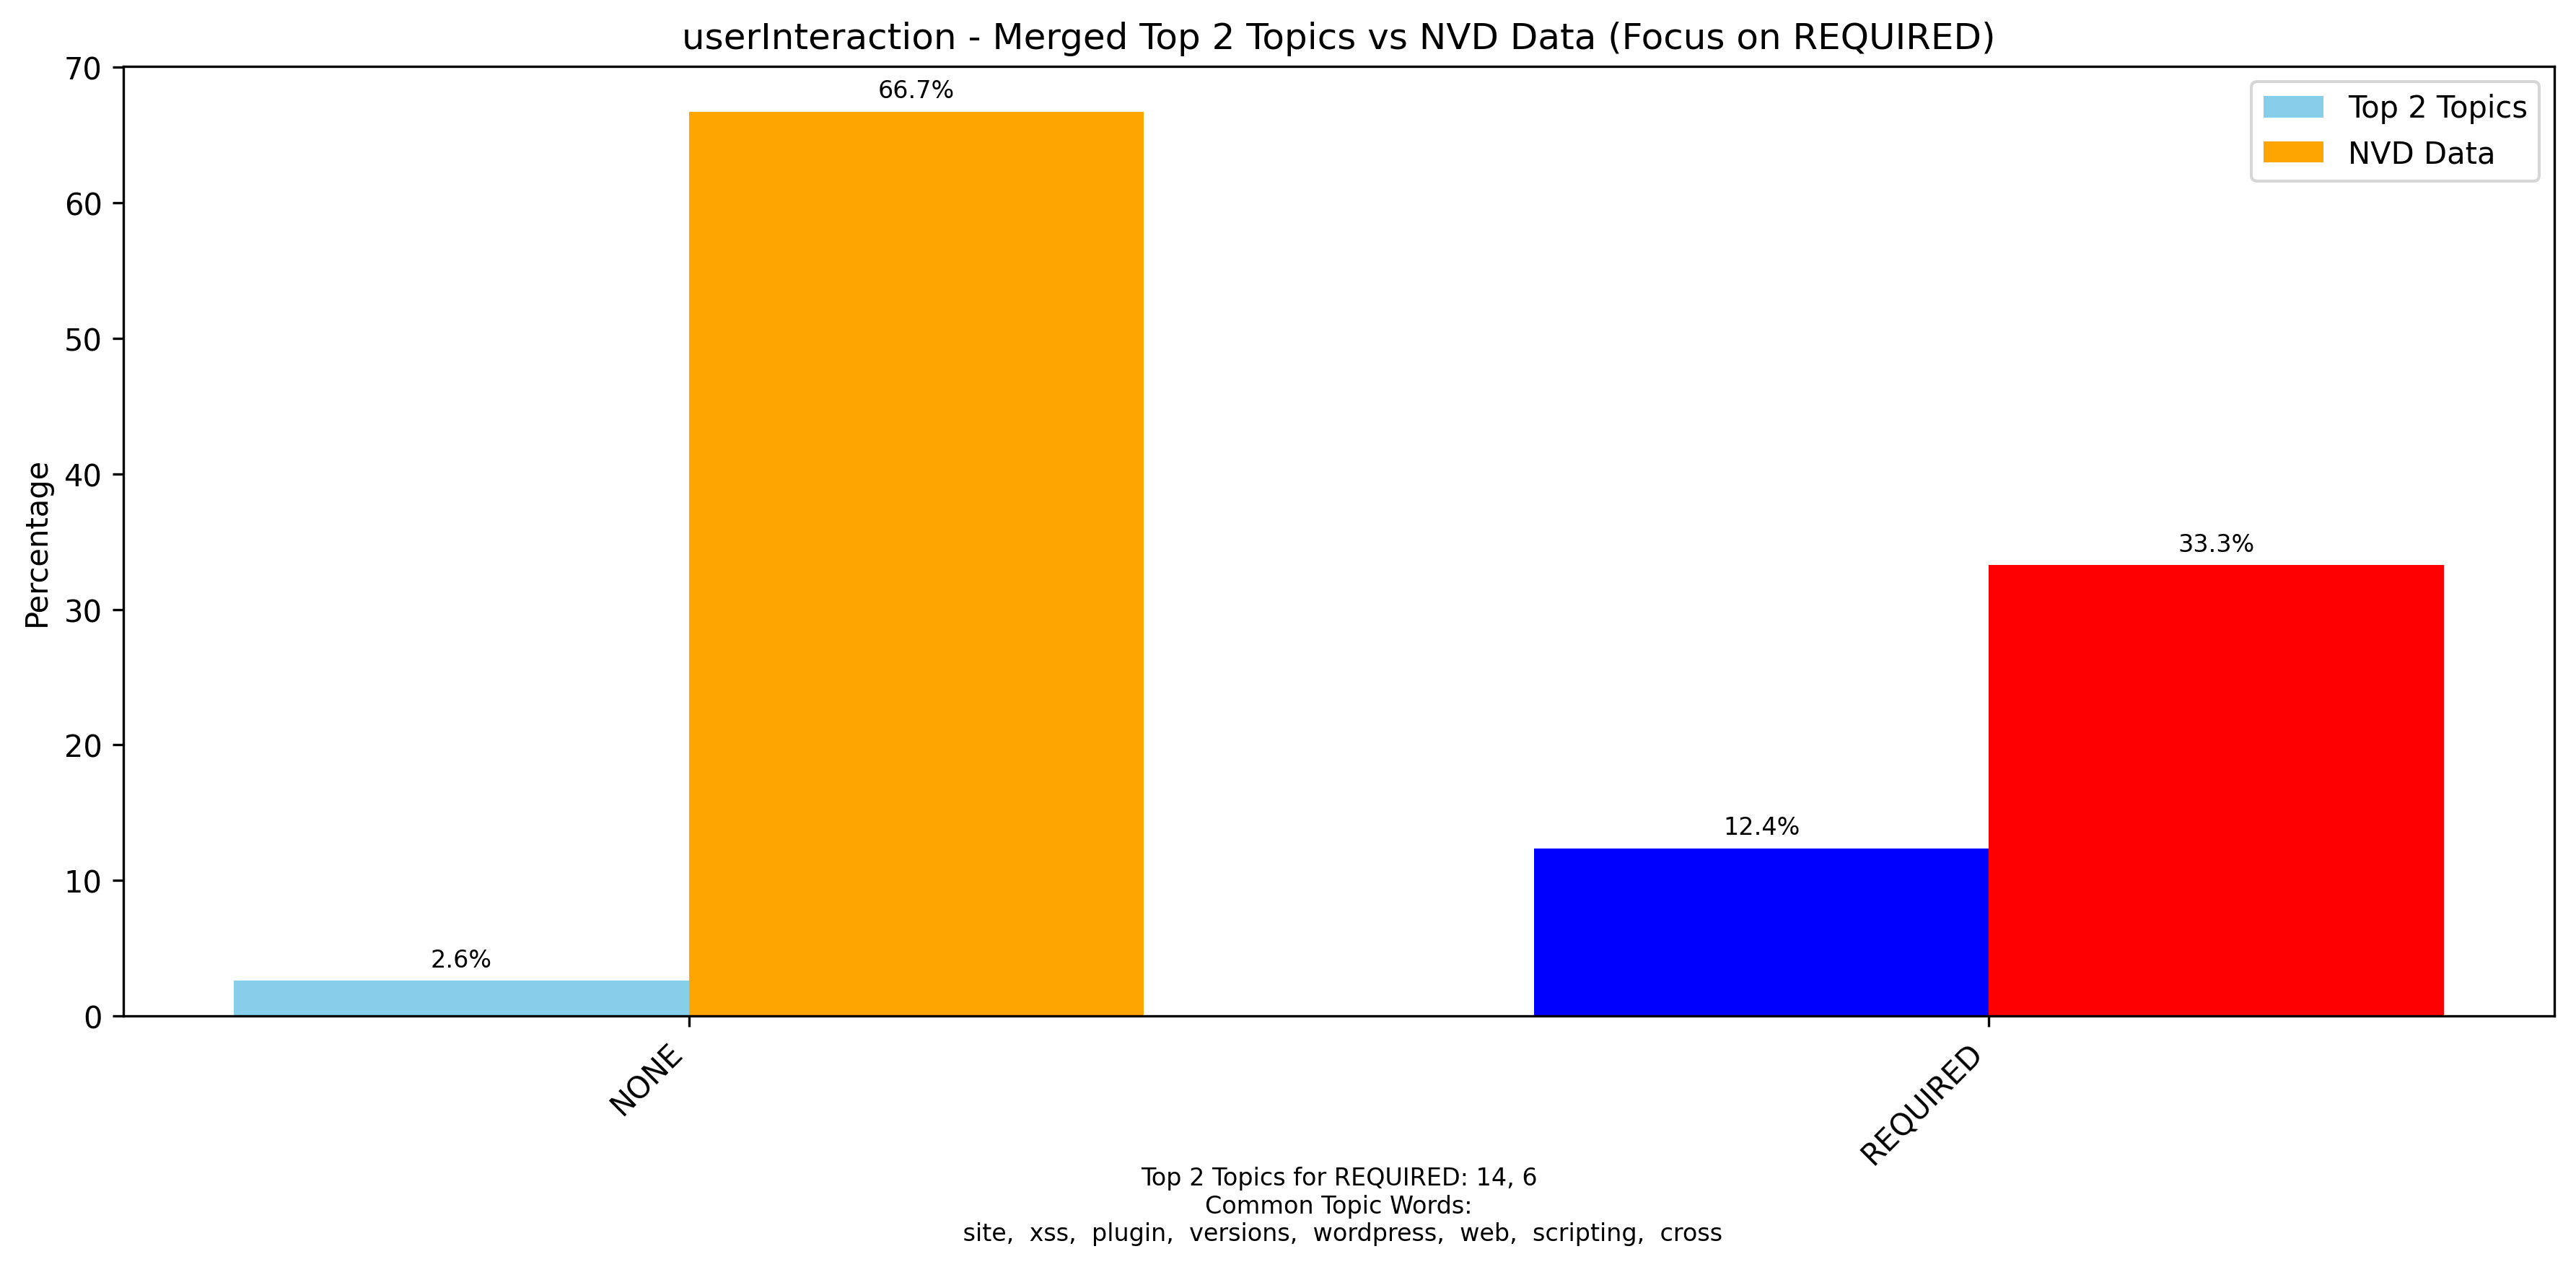 userInteraction - Merged Top 2 Topics vs NVD Data (Focus on REQUIRED)
70
60
50
40
30
20
10
0
Percentage
66.7%
2.6%
12.4%
33.3%
Top 2 Topics
NVD Data
NONE
REQUIRED
Top 2 Topics for REQUIRED: 14, 6
Common Topic Words:
site, xss, plugin, versions, wordpress, web, scripting, cross